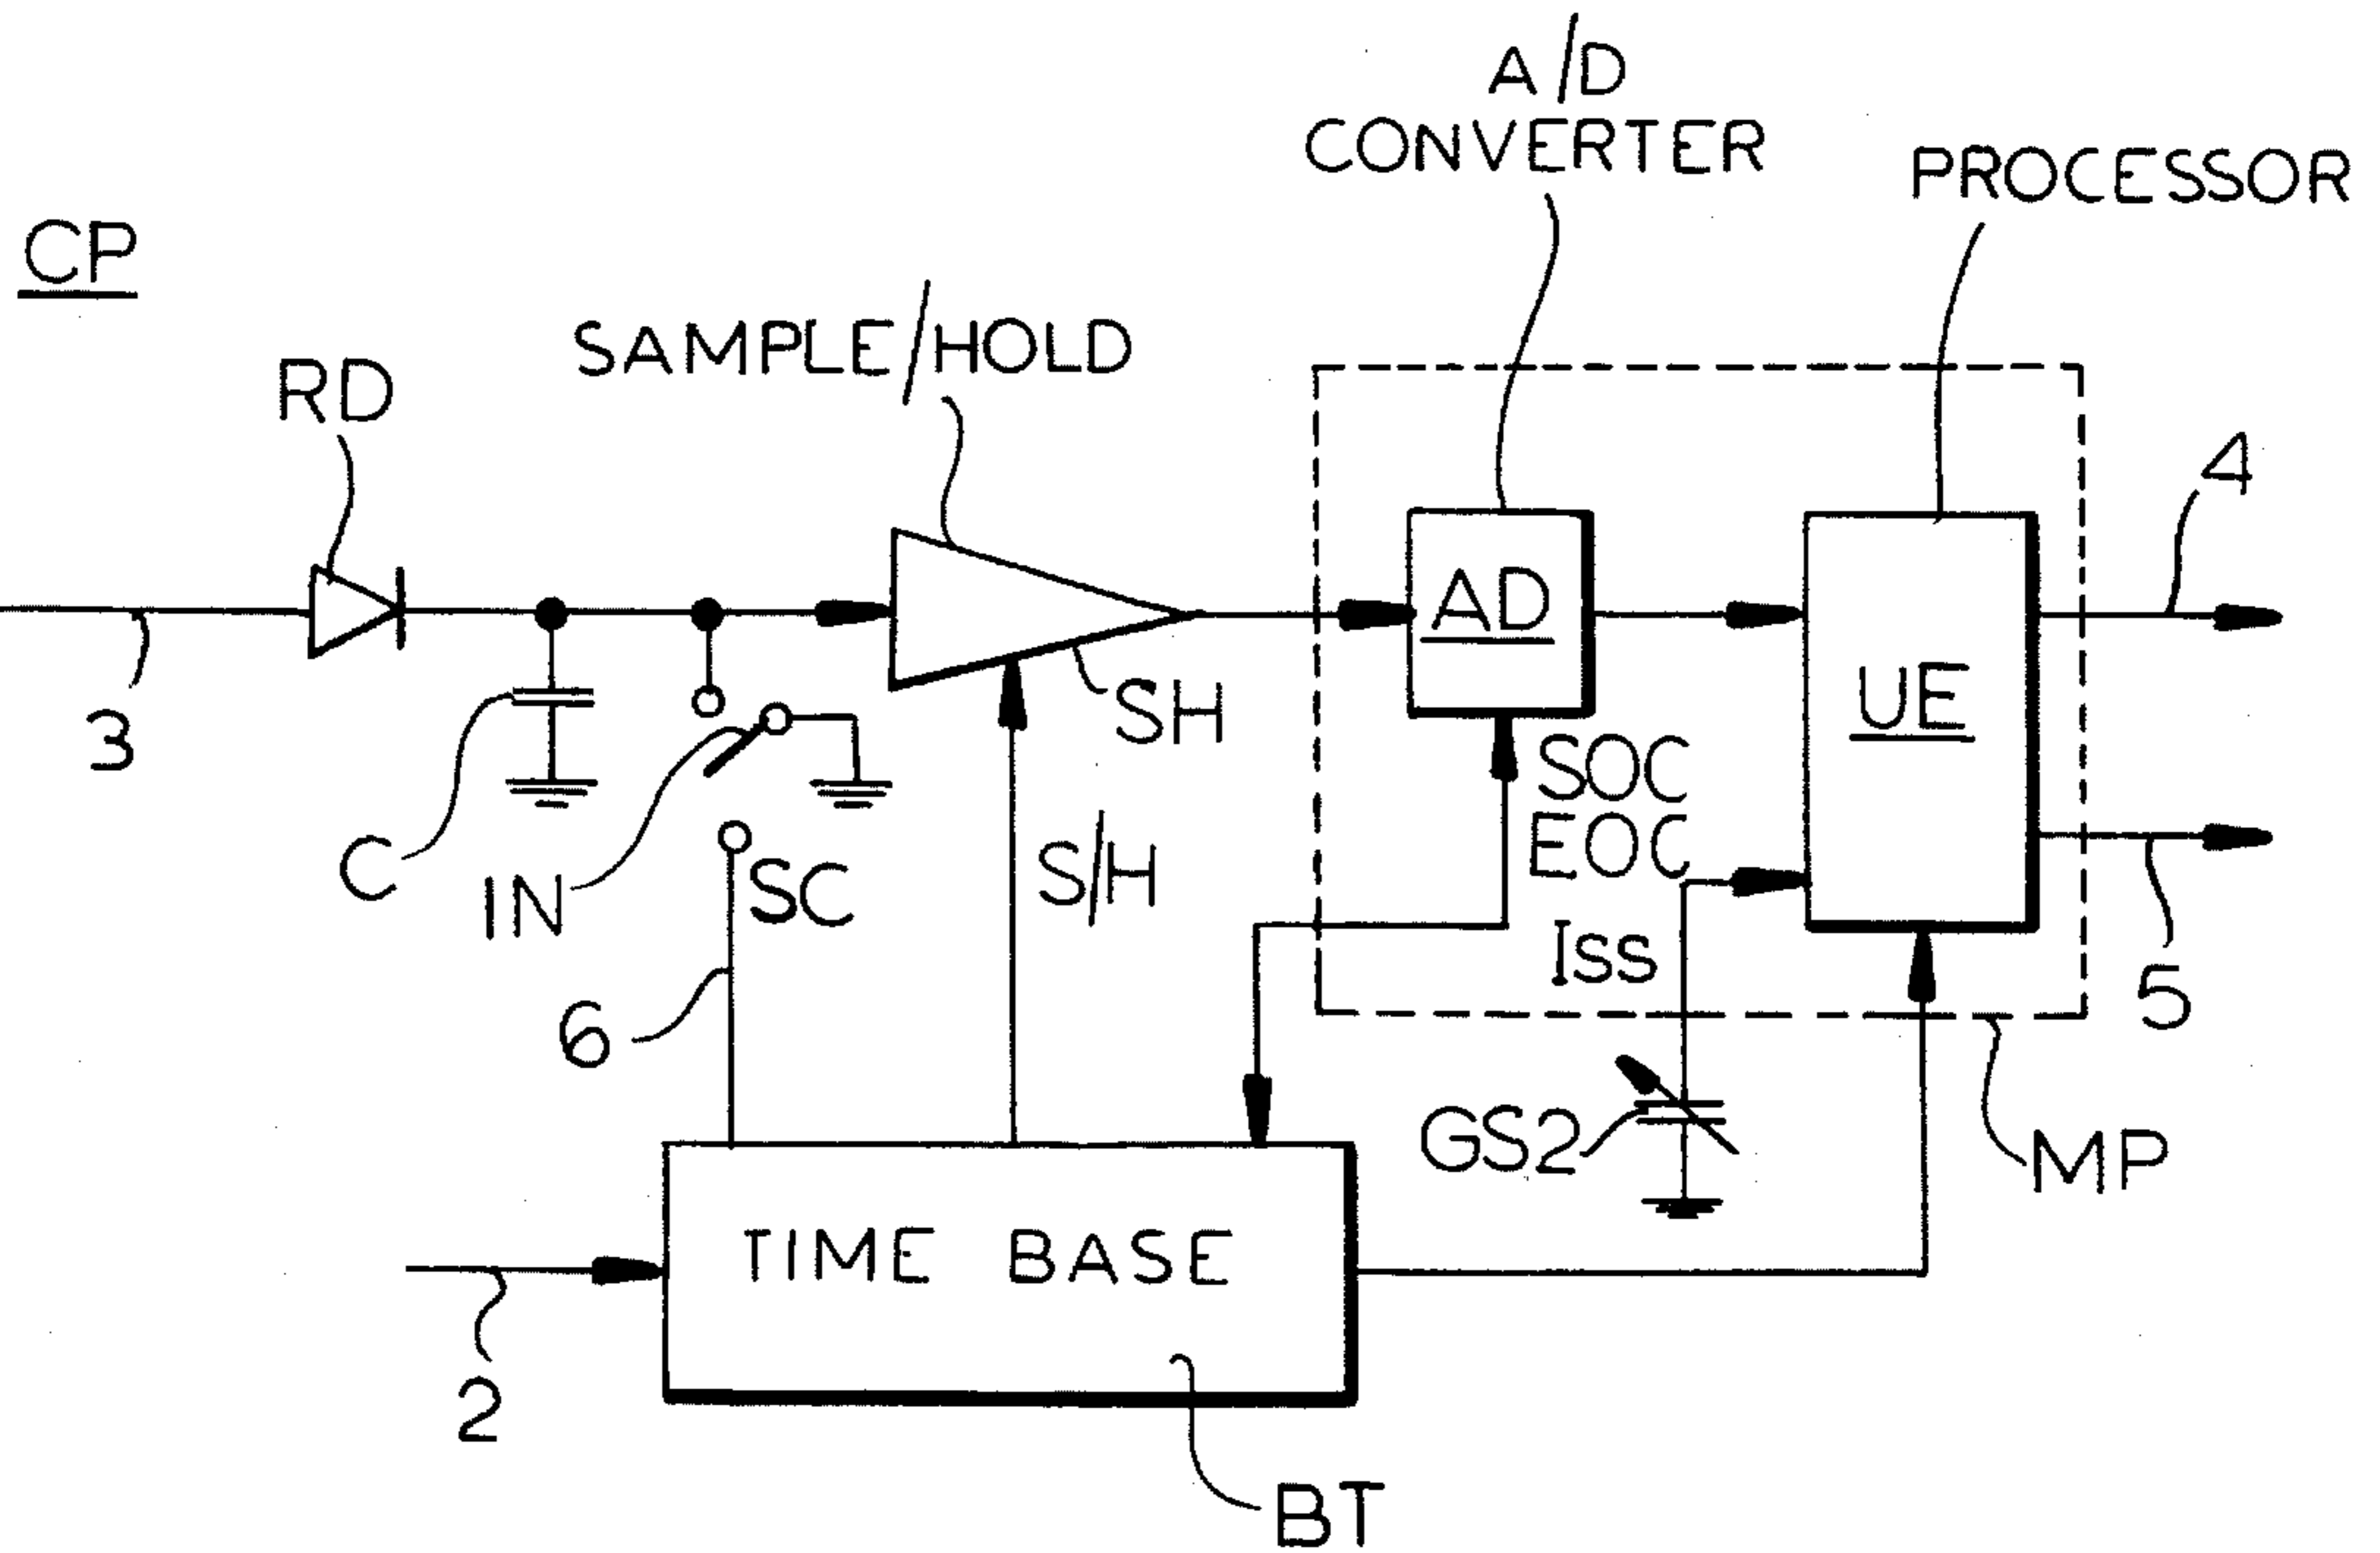 A/D
CONVERTER
PROCESSOR
CP
SAMPLE/HOLD
RD
4
AD
UE
SH
3
SOC
EOC
C
IN
SC
S/H
ISS
5
6
GS2
MP
TIME BASE
2
BT